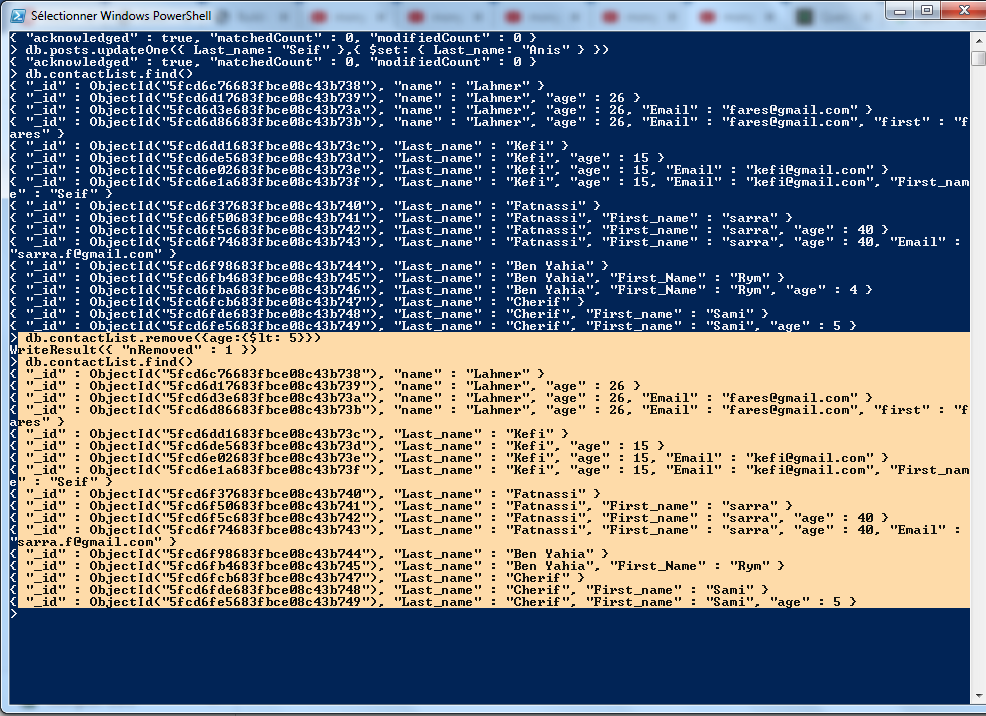 Sélectionner Windows PowerShell
{ "acknowledged" : true, "matchedCount" : 0, "modifiedCount" : 0 }
> db.posts.updateOne({ Last_name: "Seif" },{ $set: { Last_name: "Anis" } })
{ "acknowledged" : true, "matchedCount" : 0, "modifiedCount" : 0 }
> db.contactList.find()
{ "_id" : ObjectId("5fcd6c76683fbce08c43b738"), "name" : "Lahmer" }
{ "_id" : ObjectId("5fcd6d17683fbce08c43b739"), "name" : "Lahmer", "age" : 26 }
{ "_id" : ObjectId("5fcd6d3e683fbce08c43b73a"), "name" : "Lahmer", "age" : 26, "Email" : "fares@gmail.com" }
{ "_id" : ObjectId("5fcd6d86683fbce08c43b73b"), "name" : "Lahmer", "age" : 26, "Email" : "fares@gmail.com", "first" : "f
ares" }
{ "_id" : ObjectId("5fcd6dd1683fbce08c43b73c"), "Last_name" : "Kefi" }
{ "_id" : ObjectId("5fcd6de5683fbce08c43b73d"), "Last_name" : "Kefi", "age" : 15 }
{ "_id" : ObjectId("5fcd6e02683fbce08c43b73e"), "Last_name" : "Kefi", "age" : 15, "Email" : "kefi@gmail.com" }
{ "_id" : ObjectId("5fcd6e1a683fbce08c43b73f"), "Last_name" : "Kefi", "age" : 15, "Email" : "kefi@gmail.com", "First_nam
e" : "Seif" }
{ "_id" : ObjectId("5fcd6f37683fbce08c43b740"), "Last_name" : "Fatnassi" }
{ "_id" : ObjectId("5fcd6f50683fbce08c43b741"), "Last_name" : "Fatnassi", "First_name" : "sarra" }
{ "_id" : ObjectId("5fcd6f5c683fbce08c43b742"), "Last_name" : "Fatnassi", "First_name" : "sarra", "age" : 40 }
{ "_id" : ObjectId("5fcd6f74683fbce08c43b743"), "Last_name" : "Fatnassi", "First_name" : "sarra", "age" : 40, "Email" :
"sarra.f@gmail.com" }
{ "_id" : ObjectId("5fcd6f98683fbce08c43b744"), "Last_name" : "Ben Yahia" }
{ "_id" : ObjectId("5fcd6fb4683fbce08c43b745"), "Last_name" : "Ben Yahia", "First_Name" : "Rym" }
{ "_id" : ObjectId("5fcd6fba683fbce08c43b746"), "Last_name" : "Ben Yahia", "First_Name" : "Rym", "age" : 4 }
{ "_id" : ObjectId("5fcd6fcb683fbce08c43b747"), "Last_name" : "Cherif" }
{ "_id" : ObjectId("5fcd6fde683fbce08c43b748"), "Last_name" : "Cherif", "First_name" : "Sami" }
{ "_id" : ObjectId("5fcd6fe5683fbce08c43b749"), "Last_name" : "Cherif", "First_name" : "Sami", "age" : 5 }
> db.contactList.remove({age:{$lt: 5}})
WriteResult({ "nRemoved" : 1 })
> db.contactList.find()
{ "_id" : ObjectId("5fcd6c76683fbce08c43b738"), "name" : "Lahmer" }
{ "_id" : ObjectId("5fcd6d17683fbce08c43b739"), "name" : "Lahmer", "age" : 26 }
{ "_id" : ObjectId("5fcd6d3e683fbce08c43b73a"), "name" : "Lahmer", "age" : 26, "Email" : "fares@gmail.com" }
{ "_id" : ObjectId("5fcd6d86683fbce08c43b73b"), "name" : "Lahmer", "age" : 26, "Email" : "fares@gmail.com", "first" : "f
ares" }
{ "_id" : ObjectId("5fcd6dd1683fbce08c43b73c"), "Last_name" : "Kefi" }
{ "_id" : ObjectId("5fcd6de5683fbce08c43b73d"), "Last_name" : "Kefi", "age" : 15 }
{ "_id" : ObjectId("5fcd6e02683fbce08c43b73e"), "Last_name" : "Kefi", "age" : 15, "Email" : "kefi@gmail.com" }
{ "_id" : ObjectId("5fcd6e1a683fbce08c43b73f"), "Last_name" : "Kefi", "age" : 15, "Email" : "kefi@gmail.com", "First_nam
e" : "Seif" }
{ "_id" : ObjectId("5fcd6f37683fbce08c43b740"), "Last_name" : "Fatnassi" }
{ "_id" : ObjectId("5fcd6f50683fbce08c43b741"), "Last_name" : "Fatnassi", "First_name" : "sarra" }
{ "_id" : ObjectId("5fcd6f5c683fbce08c43b742"), "Last_name" : "Fatnassi", "First_name" : "sarra", "age" : 40 }
{ "_id" : ObjectId("5fcd6f74683fbce08c43b743"), "Last_name" : "Fatnassi", "First_name" : "sarra", "age" : 40, "Email" :
"sarra.f@gmail.com" }
{ "_id" : ObjectId("5fcd6f98683fbce08c43b744"), "Last_name" : "Ben Yahia" }
{ "_id" : ObjectId("5fcd6fb4683fbce08c43b745"), "Last_name" : "Ben Yahia", "First_Name" : "Rym" }
{ "_id" : ObjectId("5fcd6fcb683fbce08c43b747"), "Last_name" : "Cherif" }
{ "_id" : ObjectId("5fcd6fde683fbce08c43b748"), "Last_name" : "Cherif", "First_name" : "Sami" }
{ "_id" : ObjectId("5fcd6fe5683fbce08c43b749"), "Last_name" : "Cherif", "First_name" : "Sami", "age" : 5 }
>